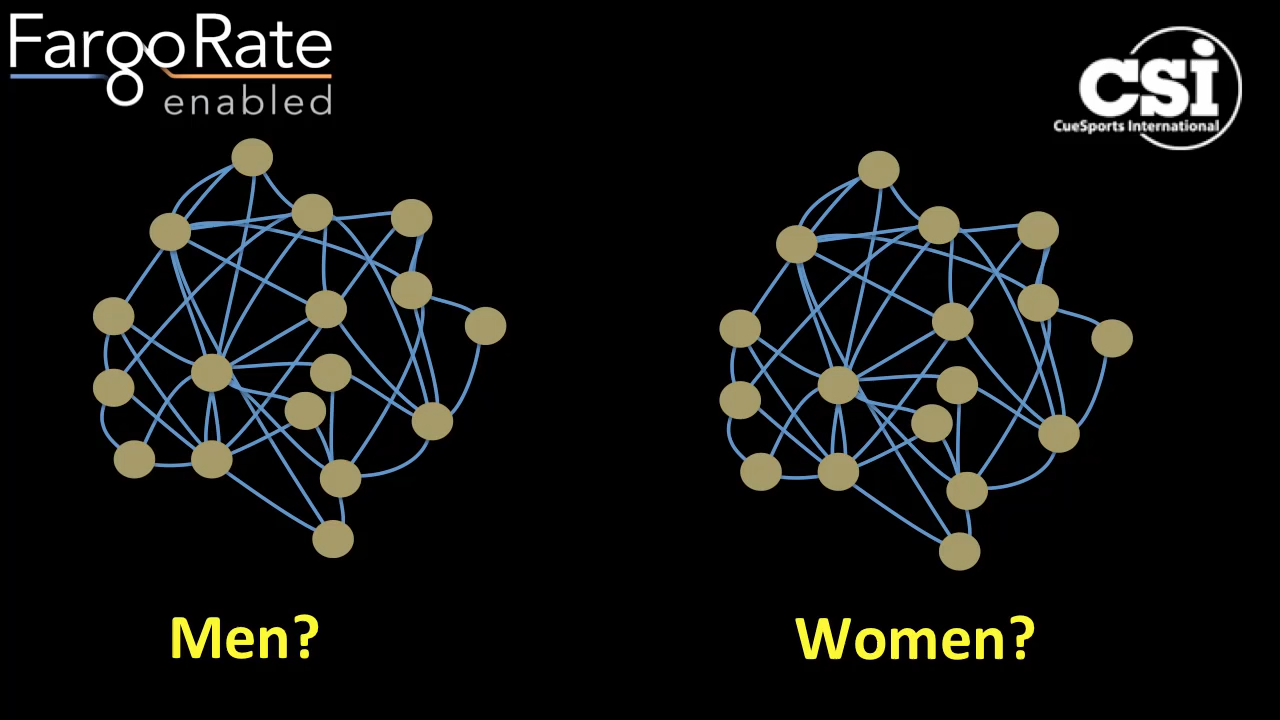 FargoRate
enabled
CSi
CueSports International
Men?
Women?